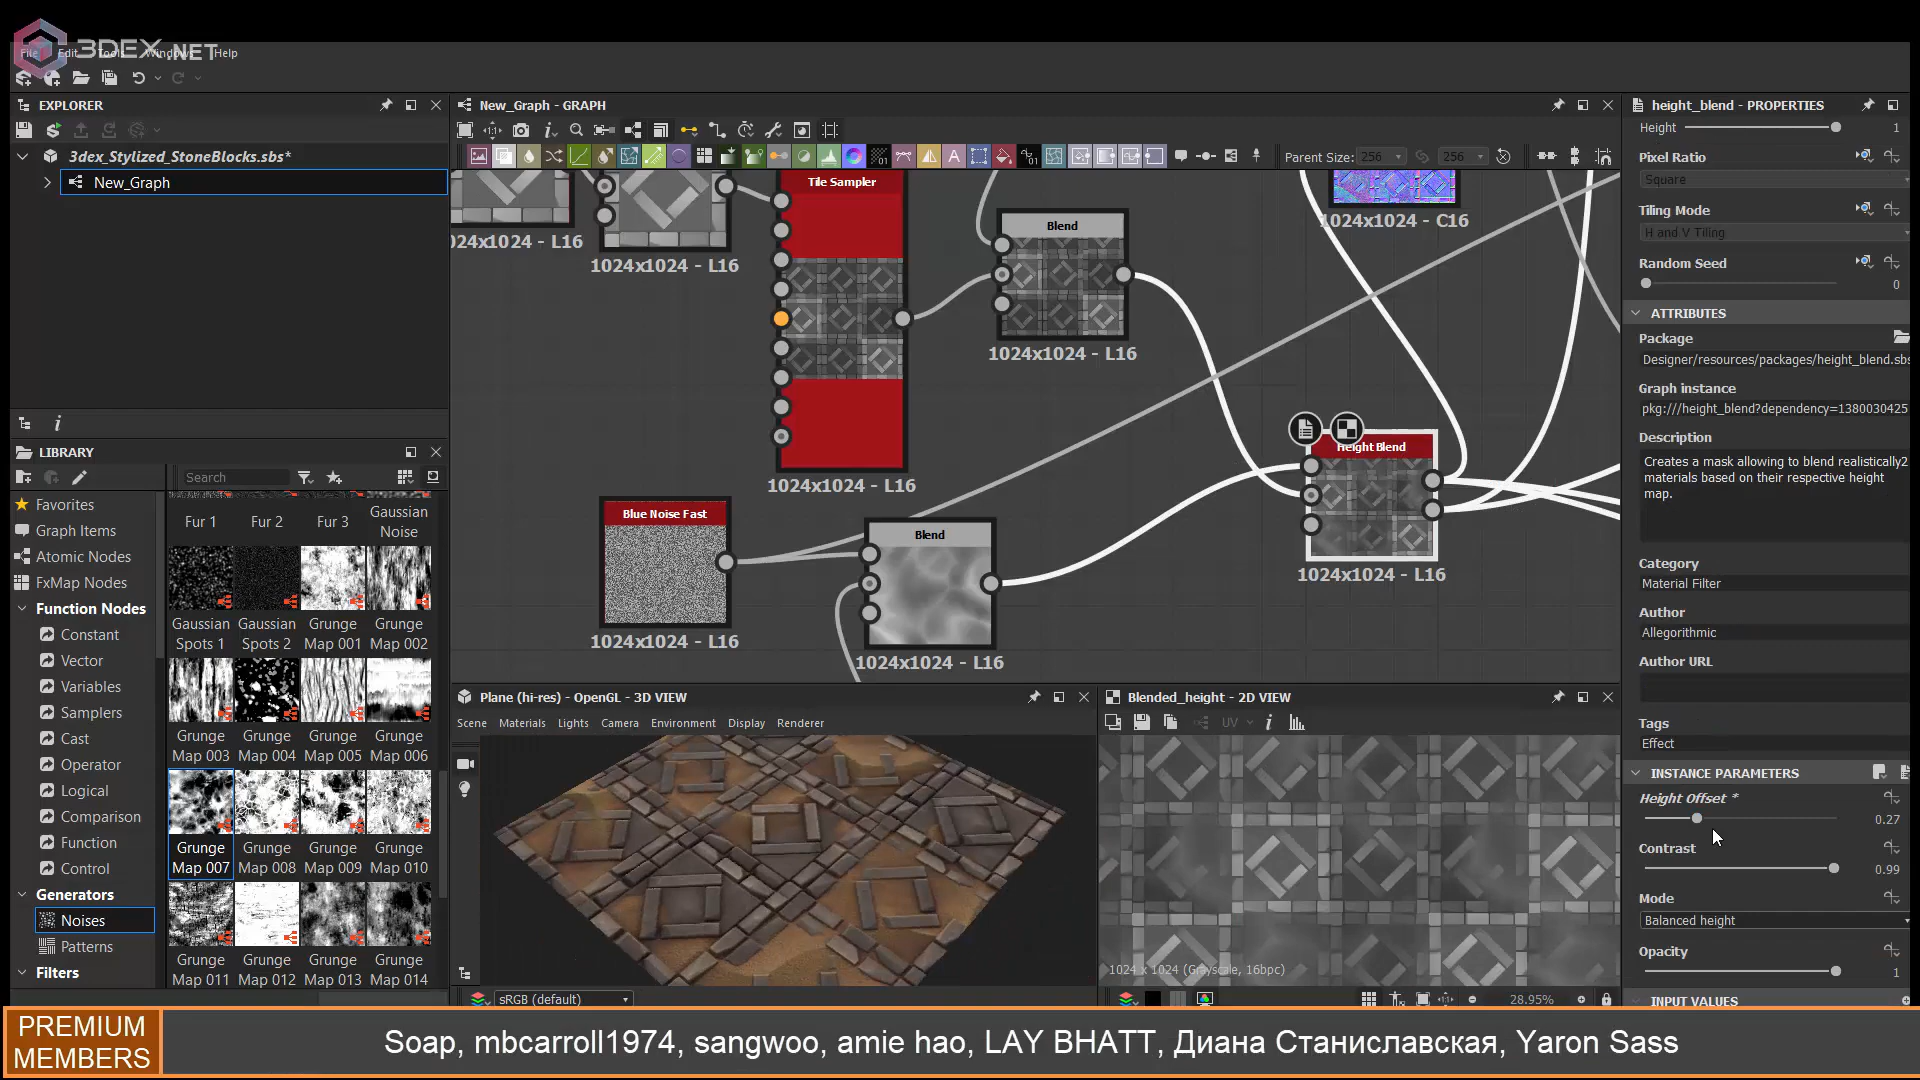 3DEX.NET
File Edit Tools Windows Help
EXPLORER
3dex_Stylized_StoneBlocks.sbs*
New_Graph
LIBRARY
Search
Favorites
Graph Items
Atomic Nodes
FxMap Nodes
Function Nodes
Constant
Vector
Variables
Samplers
Cast
Operator
Logical
Comparison
Function
Control
Generators
Noises
Patterns
Filters
Fur 1
Fur 2
Fur 3
Gaussian Noise
Gaussian Spots 1
Gaussian Spots 2
Grunge Map 001
Grunge Map 002
Grunge Map 003
Grunge Map 004
Grunge Map 005
Grunge Map 006
Grunge Map 007
Grunge Map 008
Grunge Map 009
Grunge Map 010
Grunge Map 011
Grunge Map 012
Grunge Map 013
Grunge Map 014
New_Graph - GRAPH
Parent Size: 256 256
024x1024 - L16
1024x1024 - L16
Tile Sampler
1024x1024 - L16
Blend
1024x1024 - L16
1024x1024 - C16
Blue Noise Fast
1024x1024 - L16
Blend
1024x1024 - L16
Height Blend
1024x1024 - L16
Plane (hi-res) - OpenGL - 3D VIEW
Scene Materials Lights Camera Environment Display Renderer
sRGB (default)
Blended_height - 2D VIEW
UV
1024 x 1024 (Grayscale, 16bpc)
28.95%
height_blend - PROPERTIES
Height 1
Pixel Ratio
Square
Tiling Mode
H and V Tiling
Random Seed
0
ATTRIBUTES
Package
Designer/resources/packages/height_blend.sbs
Graph instance
pkg:///height_blend?dependency=1380030425
Description
Creates a mask allowing to blend realistically2
materials based on their respective height
map.
Category
Material Filter
Author
Allegorithmic
Author URL
Tags
Effect
INSTANCE PARAMETERS
Height Offset *
0.27
Contrast
0.99
Mode
Balanced height
Opacity
1
INPUT VALUES
PREMIUM
MEMBERS
Soap, mbcarroll1974, sangwoo, amie hao, LAY BHATT, Диана Станиславская, Yaron Sass